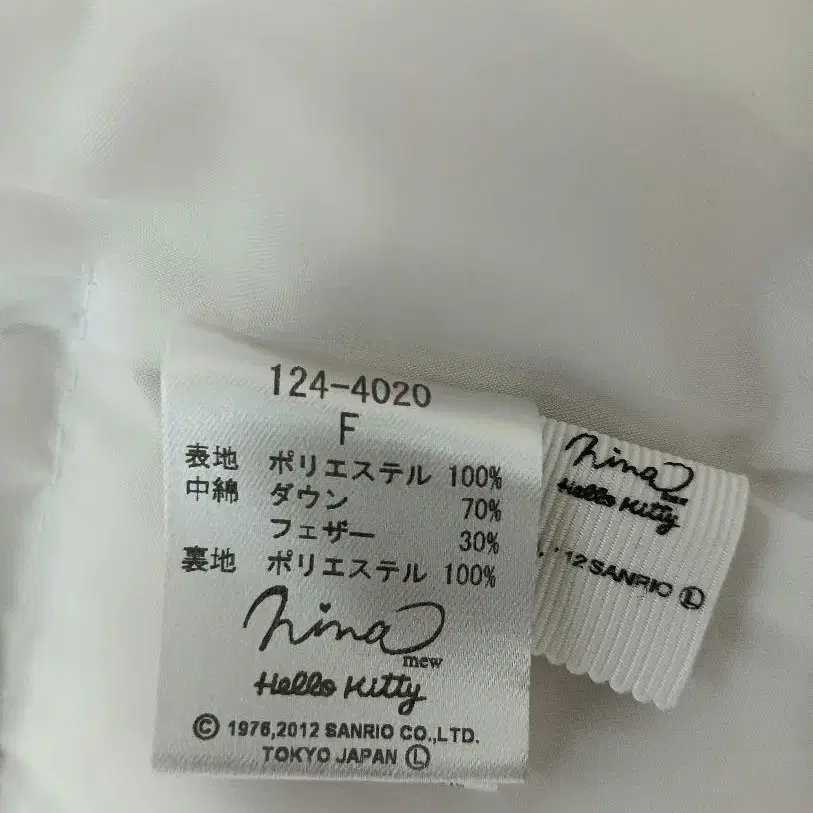 124-4020
F
表地 ポリエステル 100%
中綿 ダウン 70%
フェザー 30%
裏地 ポリエステル 100%
nina
mew
Hello Kitty
© 1976,2012 SANRIO CO.,LTD.
TOKYO JAPAN Ⓛ
nina
mew
Hello Kitty
'12 SANRIO Ⓛ